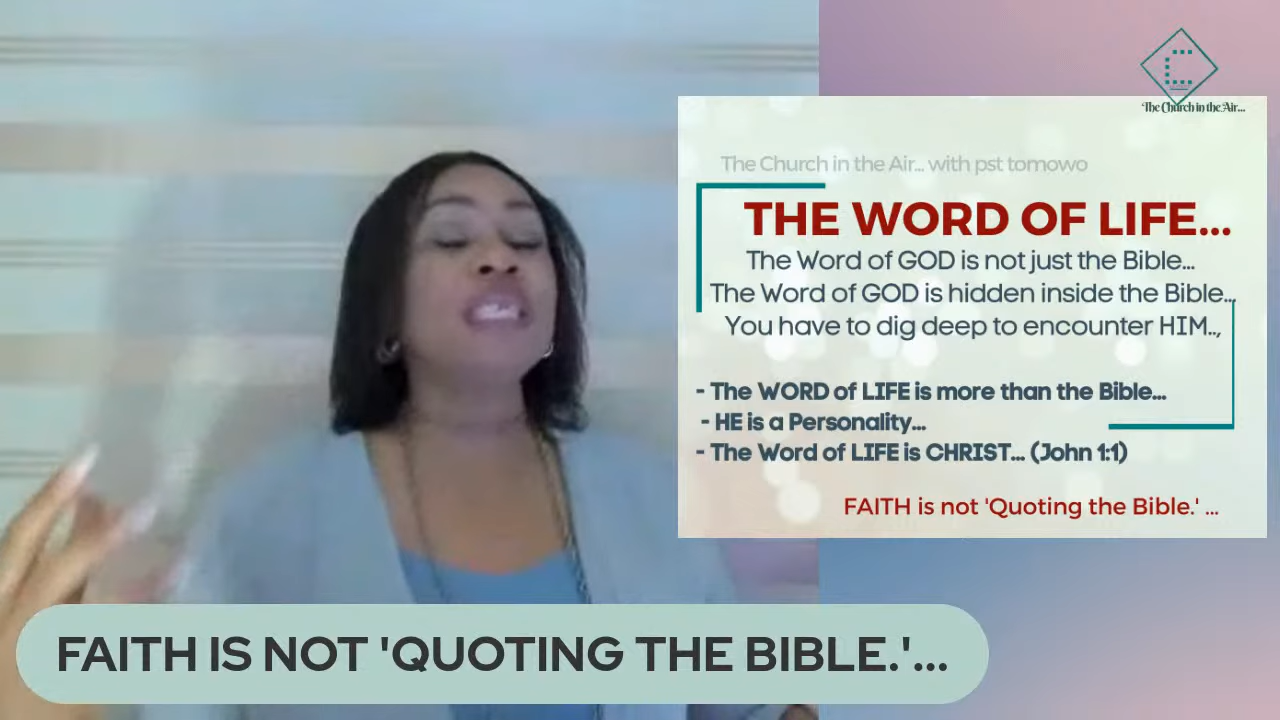 The Church in the Air...
The Church in the Air... with pst tomowo
THE WORD OF LIFE...
The Word of GOD is not just the Bible...
The Word of GOD is hidden inside the Bible...
You have to dig deep to encounter HIM..,
- The WORD of LIFE is more than the Bible...
- HE is a Personality...
- The Word of LIFE is CHRIST... (John 1:1)
FAITH is not 'Quoting the Bible.' ...
FAITH IS NOT 'QUOTING THE BIBLE.'...